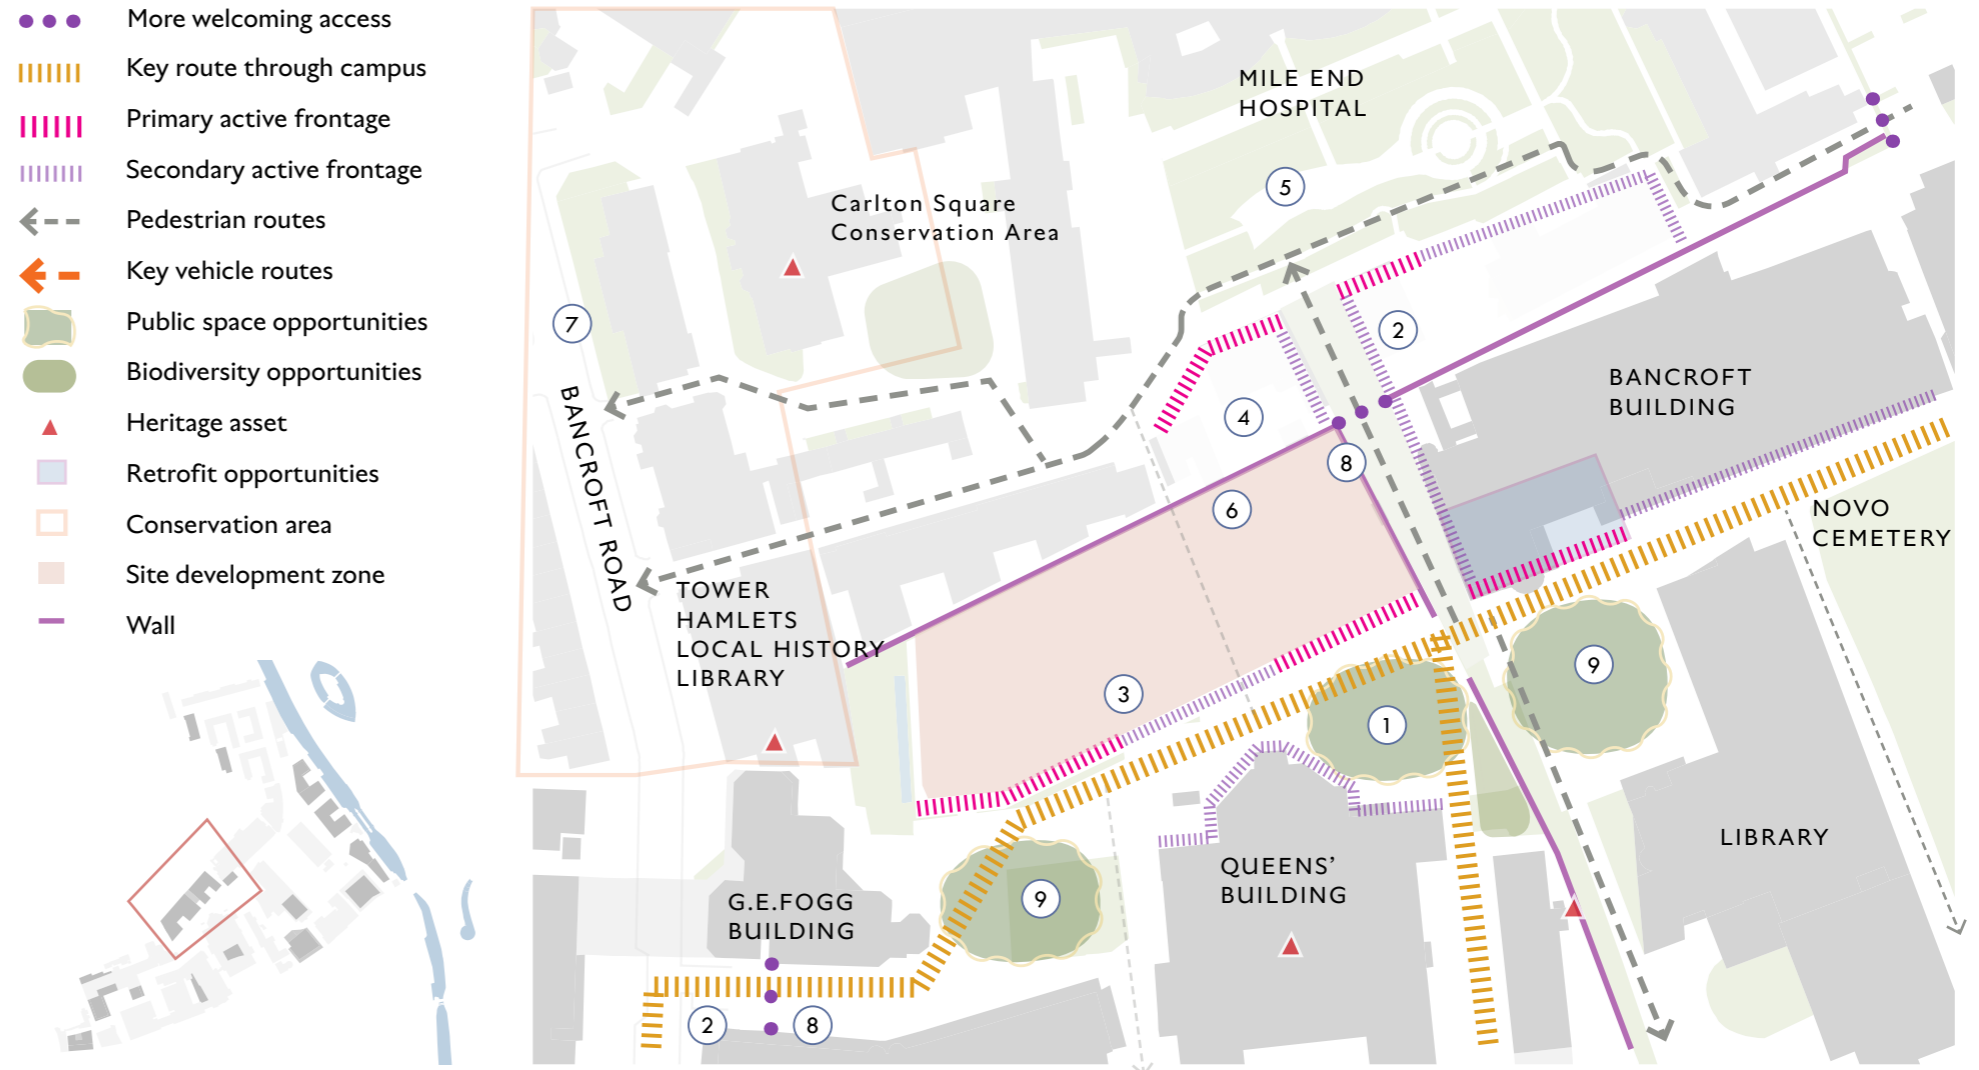 More welcoming access
Key route through campus
Primary active frontage
Secondary active frontage
Pedestrian routes
Key vehicle routes
Public space opportunities
Biodiversity opportunities
Heritage asset
Retrofit opportunities
Conservation area
Site development zone
Wall
MILE END
HOSPITAL
5
Carlton Square
Conservation Area
7
2
BANCROFT
BUILDING
4
BANCROFT ROAD
8
6
NOVO
CEMETERY
TOWER
HAMLETS
LOCAL HISTORY
LIBRARY
9
3
1
LIBRARY
QUEENS’
BUILDING
9
G.E.FOGG
BUILDING
2
8